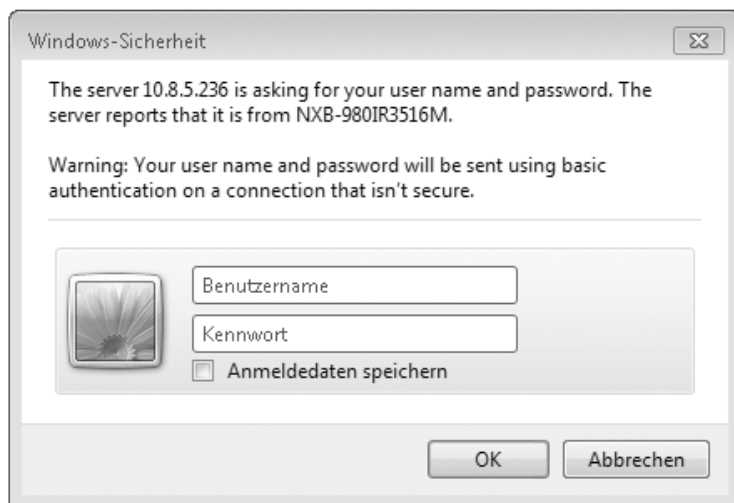 Windows-Sicherheit
The server 10.8.5.236 is asking for your user name and password. The
server reports that it is from NXB-980IR3516M.
Warning: Your user name and password will be sent using basic
authentication on a connection that isn't secure.
Benutzername
Kennwort
Anmeldedaten speichern
OK
Abbrechen